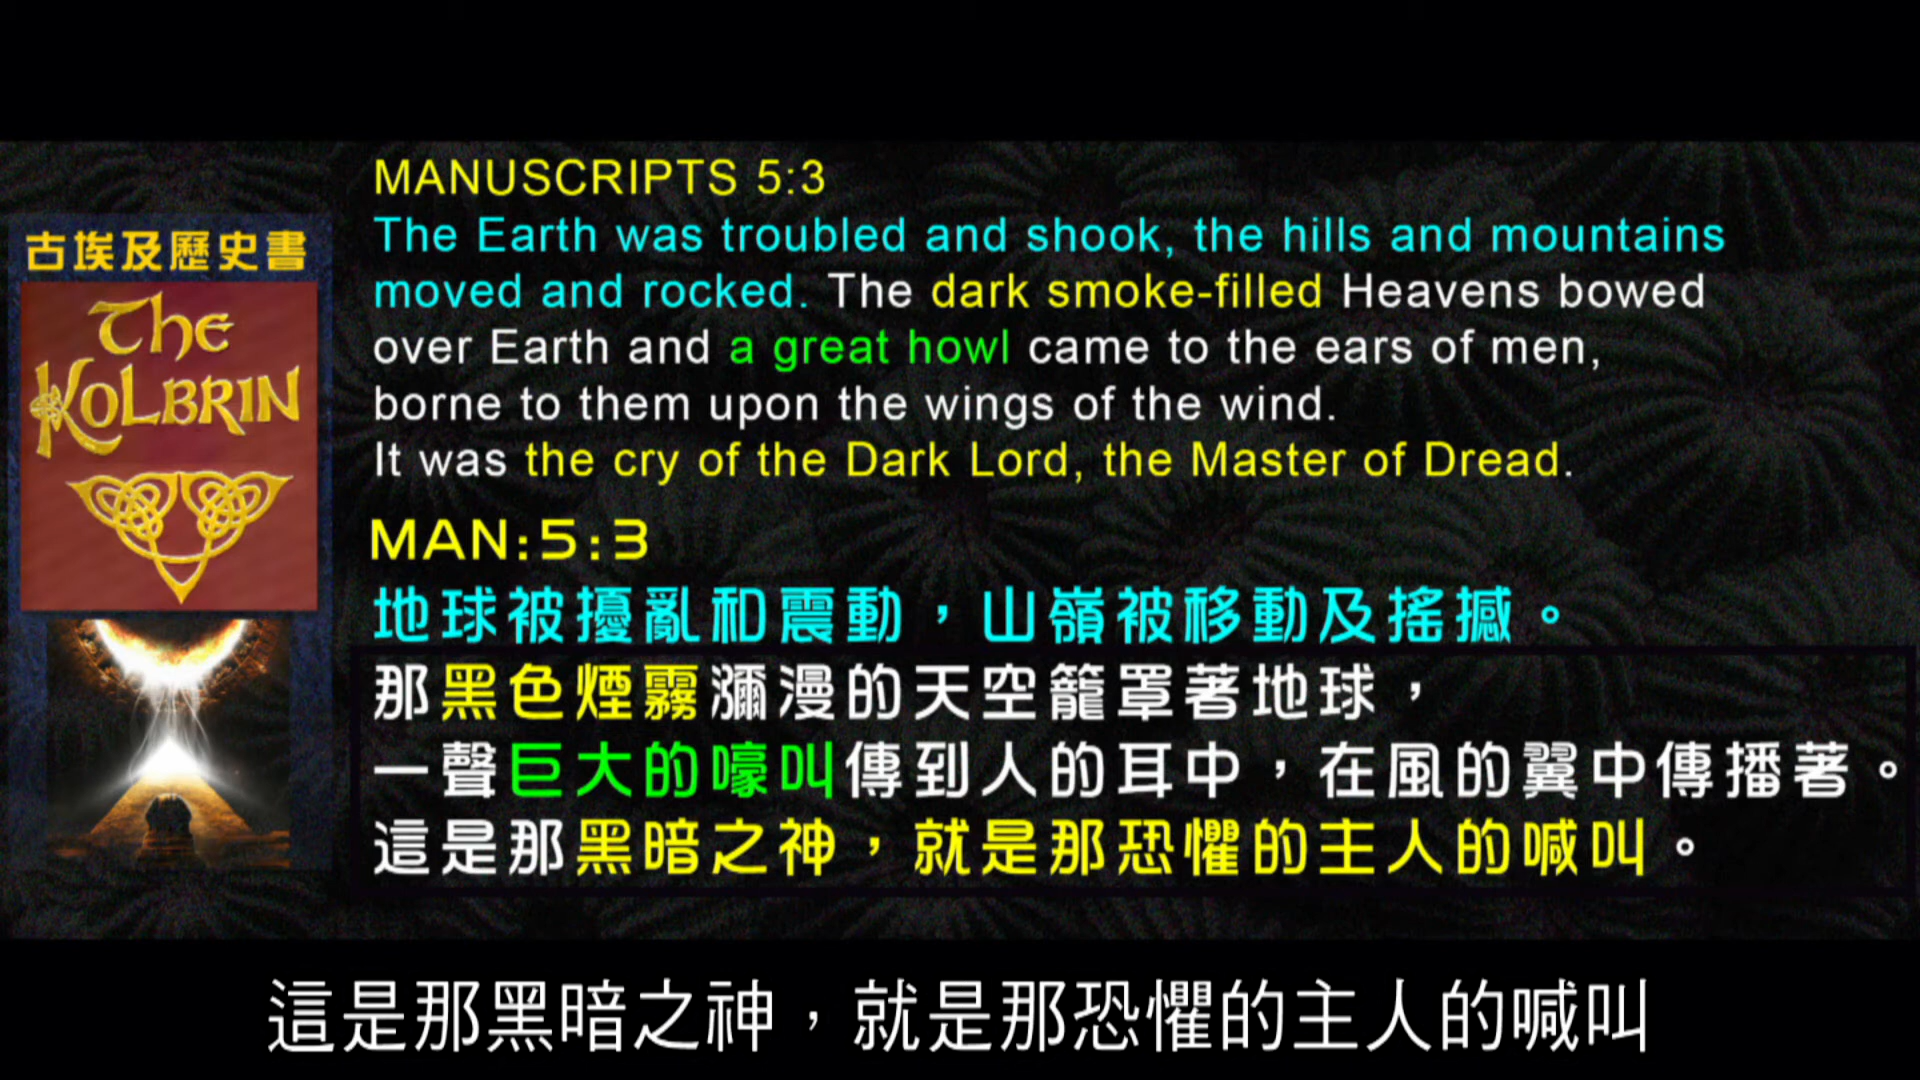 古埃及歷史書
The
KOLBRIN
MANUSCRIPTS 5:3
The Earth was troubled and shook, the hills and mountains
moved and rocked. The dark smoke-filled Heavens bowed
over Earth and a great howl came to the ears of men,
borne to them upon the wings of the wind.
It was the cry of the Dark Lord, the Master of Dread.
MAN:5:3
地球被擾亂和震動，山嶺被移動及搖撼。
那黑色煙霧瀰漫的天空籠罩著地球，
一聲巨大的嚎叫傳到人的耳中，在風的翼中傳播著。
這是那黑暗之神，就是那恐懼的主人的喊叫。
這是那黑暗之神，就是那恐懼的主人的喊叫